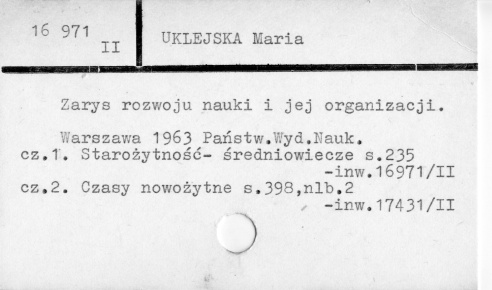 16 971
II
UKLEJSKA Maria
Zarys rozwoju nauki i jej organizacji.
Warszawa 1963 Państw.Wyd.Nauk.
cz.1. Starożytność- średniowiecze s.235
-inw.16971/II
cz.2. Czasy nowożytne s.398,nlb.2
-inw.17431/II